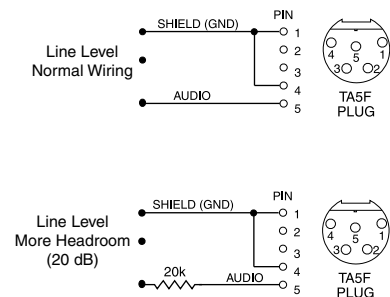 PIN
SHIELD (GND)
1
2
3
4
AUDIO
5
Line Level
Normal Wiring
4
1
5
3
2
TA5F
PLUG
PIN
SHIELD (GND)
1
2
3
4
20k
AUDIO
5
Line Level
More Headroom
(20 dB)
4
1
5
3
2
TA5F
PLUG